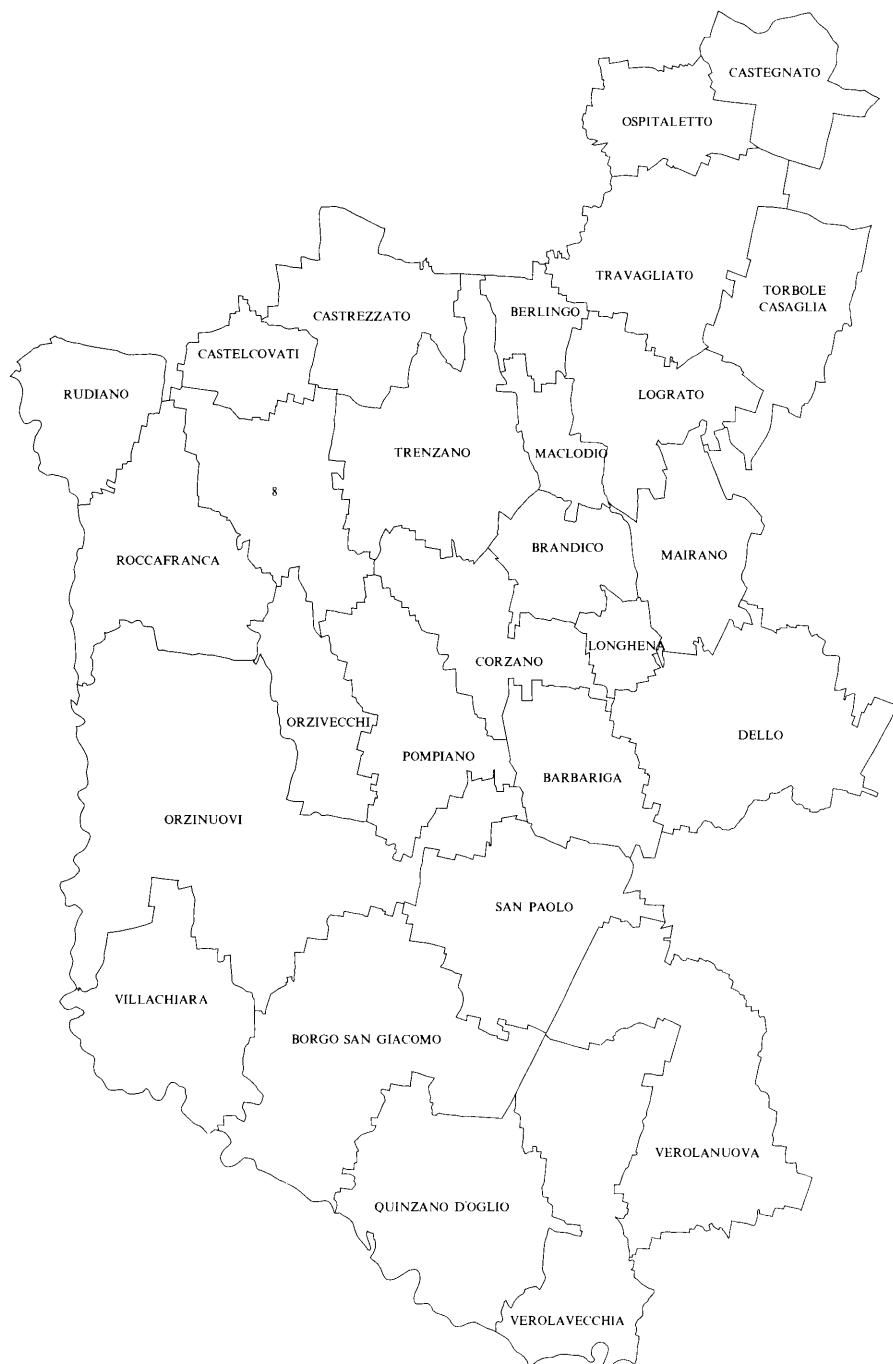 CASTEGNATO
OSPITALETTO
TRAVAGLIATO
TORBOLE
CASAGLIA
BERLINGO
CASTREZZATO
CASTELCOVATI
RUDIANO
LOGRATO
TRENZANO
MACLODIO
8
BRANDICO
MAIRANO
ROCCAFRANCA
LONGHENA
CORZANO
ORZIVECCHI
DELLO
POMPIANO
BARBARIGA
ORZINUOVI
SAN PAOLO
VILLACHIARA
BORGO SAN GIACOMO
VEROLANUOVA
QUINZANO D'OGLIO
VEROLAVECCHIA